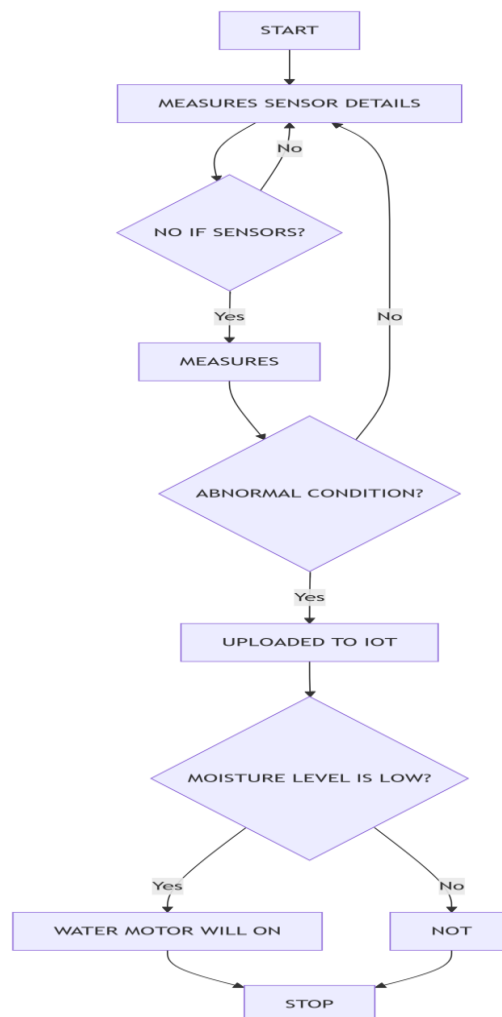 START
MEASURES SENSOR DETAILS
No
NO IF SENSORS?
Yes
No
MEASURES
ABNORMAL CONDITION?
Yes
UPLOADED TO IOT
MOISTURE LEVEL IS LOW?
Yes
No
WATER MOTOR WILL ON
NOT
STOP